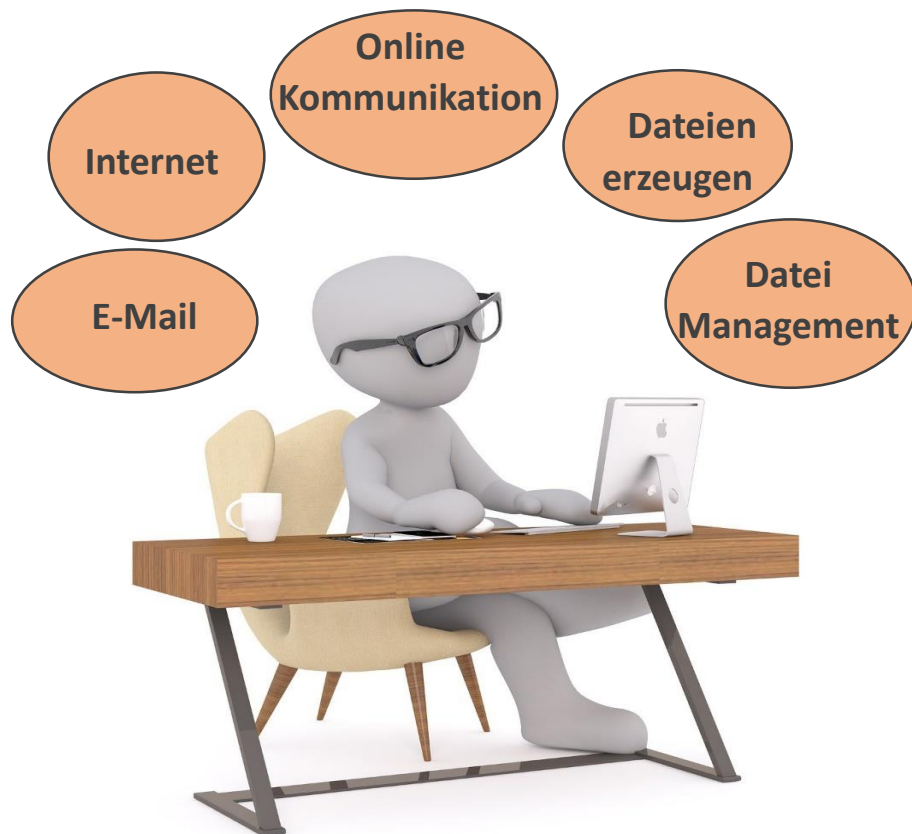 Online
Kommunikation
Internet
Dateien
erzeugen
E-Mail
Datei
Management